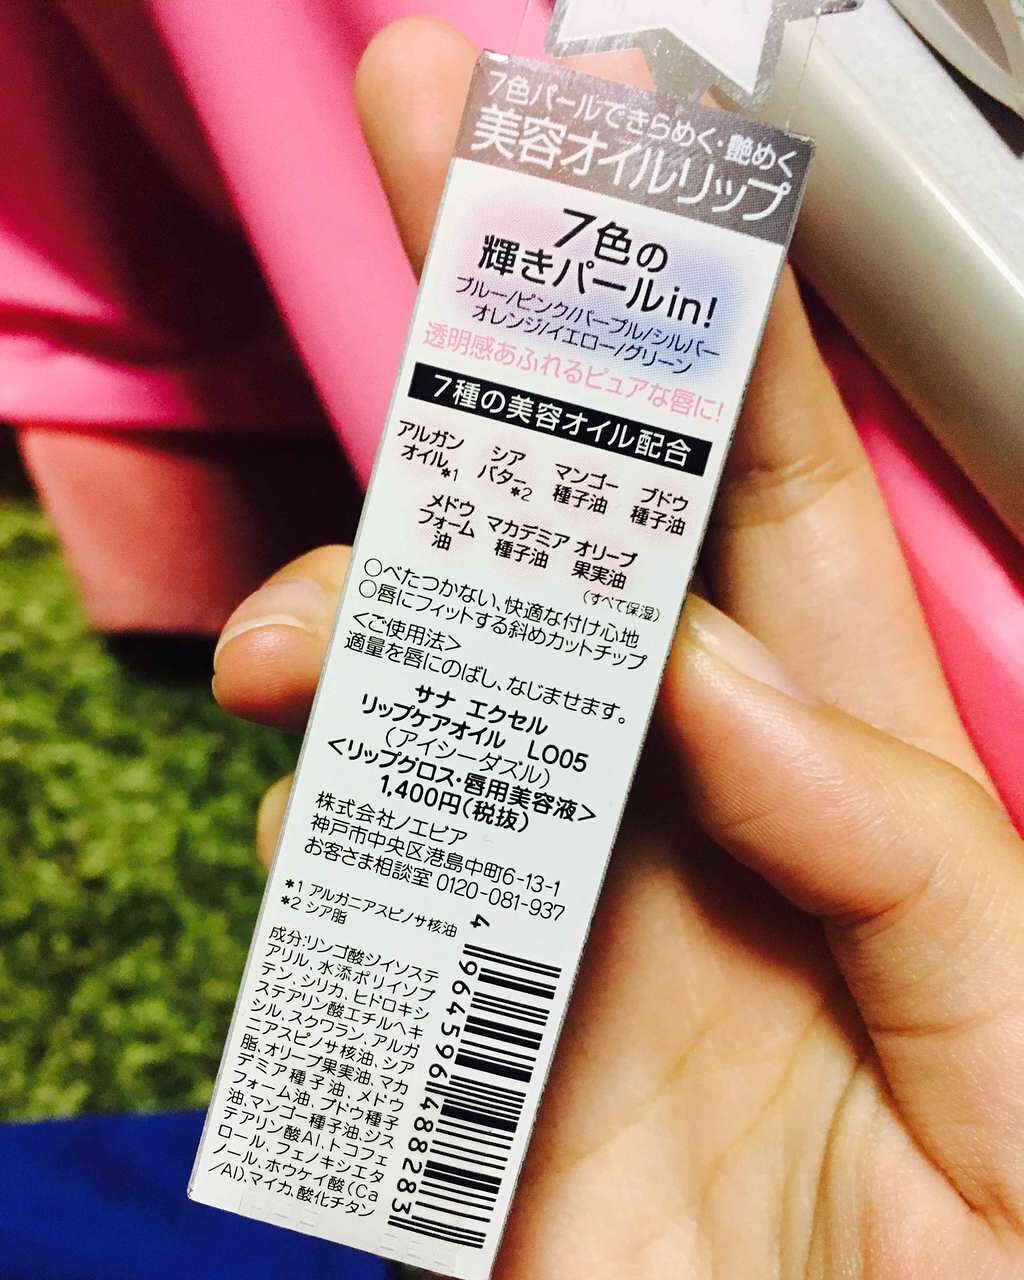 7色パールできらめく・艶めく
美容オイルリップ
7色の
輝きパールin!
ブルー/ピンク/パープル/シルバー
オレンジ/イエロー/グリーン
透明感あふれるピュアな唇に!
7種の美容オイル配合
アルガン
オイル*1
シア
バター*2
マンゴー
種子油
ブドウ
種子油
メドウ
フォーム
油
マカデミア
種子油
オリーブ
果実油
(すべて保湿)
○べたつかない、快適な付け心地
○唇にフィットする斜めカットチップ
<ご使用法>
適量を唇にのばし、なじませます。
サナ エクセル
リップケアオイル LO05
(アイシーダズル)
<リップグロス・唇用美容液>
1,400円(税抜)
株式会社ノエビア
神戸市中央区港島中町6-13-1
お客さま相談室 0120-081-937
*1 アルガニアスピノサ核油
*2 シア脂
成分:リンゴ酸ジイソステ
アリル、水添ポリイソブ
テン、シリカ、ヒドロキシ
ステアリン酸エチルヘキ
シル、スクワラン、アルガ
ニアスピノサ核油、シア
脂、オリーブ果実油、マカ
デミア種子油、メドウ
フォーム油、ブドウ種子
油、マンゴー種子油、ジス
テアリン酸Al、トコフェ
ロール、フェノキシエタ
ノール、ホウケイ酸(Ca
/Al)、マイカ、酸化チタン
4 964596 488283